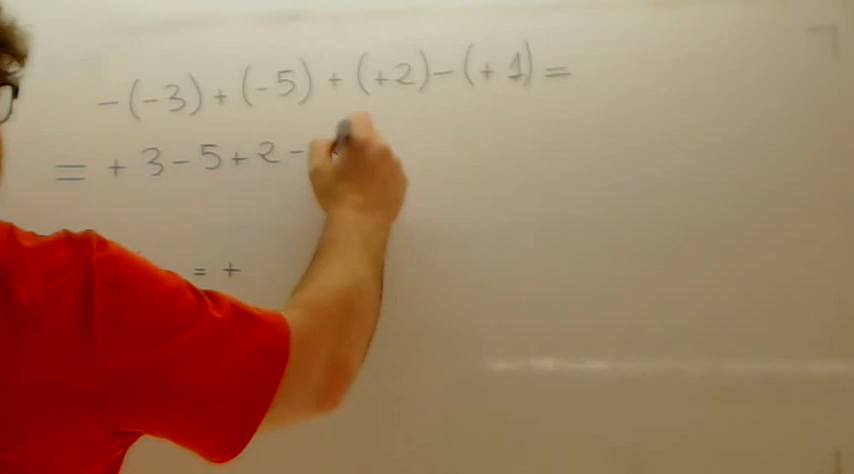 -(-3)+(-5)+(+2)-(+1)=
= +3-5+2-
= +